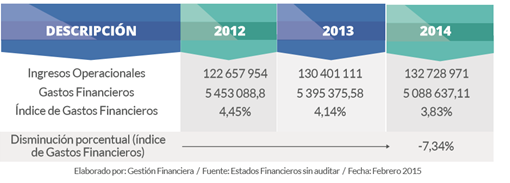 DESCRIPCIÓN 2012 2013 2014
Ingresos Operacionales 122 657 954 130 401 111 132 728 971
Gastos Financieros 5 453 088,8 5 395 375,58 5 088 637,11
Índice de Gastos Financieros 4,45% 4,14% 3,83%
Disminución porcentual (índice
de Gastos Financieros) -7,34%
Elaborado por: Gestión Financiera / Fuente: Estados Financieros sin auditar / Fecha: Febrero 2015